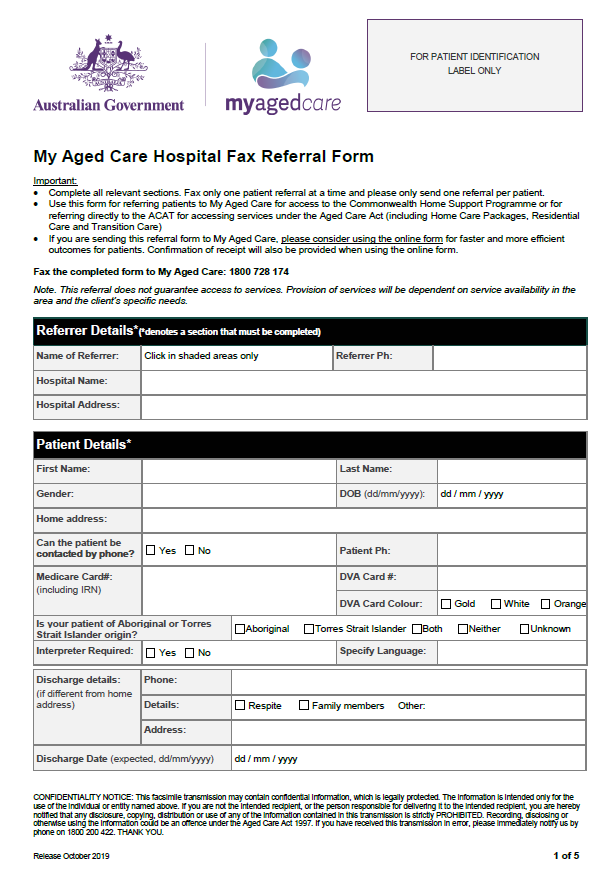 FOR PATIENT IDENTIFICATION
LABEL ONLY
Australian Government
myagedcare
My Aged Care Hospital Fax Referral Form
Important:
• Complete all relevant sections. Fax only one patient referral at a time and please only send one referral per patient.
• Use this form for referring patients to My Aged Care for access to the Commonwealth Home Support Programme or for
referring directly to the ACAT for accessing services under the Aged Care Act (including Home Care Packages, Residential
Care and Transition Care)
• If you are sending this referral form to My Aged Care, please consider using the online form for faster and more efficient
outcomes for patients. Confirmation of receipt will also be provided when using the online form.
Fax the completed form to My Aged Care: 1800 728 174
Note. This referral does not guarantee access to services. Provision of services will be dependent on service availability in the
area and the client's specific needs.
Referrer Details*(*denotes a section that must be completed)
Name of Referrer: Click in shaded areas only Referrer Ph:
Hospital Name:
Hospital Address:
Patient Details*
First Name: Last Name:
Gender: DOB (dd/mm/yyyy): dd / mm / yyyy
Home address:
Can the patient be
contacted by phone? Yes No Patient Ph:
Medicare Card#: DVA Card #:
(including IRN)
DVA Card Colour: Gold White Orange
Is your patient of Aboriginal or Torres
Strait Islander origin? Aboriginal Torres Strait Islander Both Neither Unknown
Interpreter Required: Yes No Specify Language:
Discharge details: Phone:
(if different from home
address)
Details: Respite Family members Other:
Address:
Discharge Date (expected, dd/mm/yyyy) dd / mm / yyyy
CONFIDENTIALITY NOTICE: This facsimile transmission may contain confidential information, which is legally protected. The information is intended only for the
use of the individual or entity named above. If you are not the intended recipient, or the person responsible for delivering it to the intended recipient, you are hereby
notified that any disclosure, copying, distribution or use of any of the information contained in this transmission is strictly PROHIBITED. Recording, disclosing or
otherwise using the information could be an offence under the Aged Care Act 1997. If you have received this transmission in error, please immediately notify us by
phone on 1800 200 422. THANK YOU.
Release October 2019 1 of 5